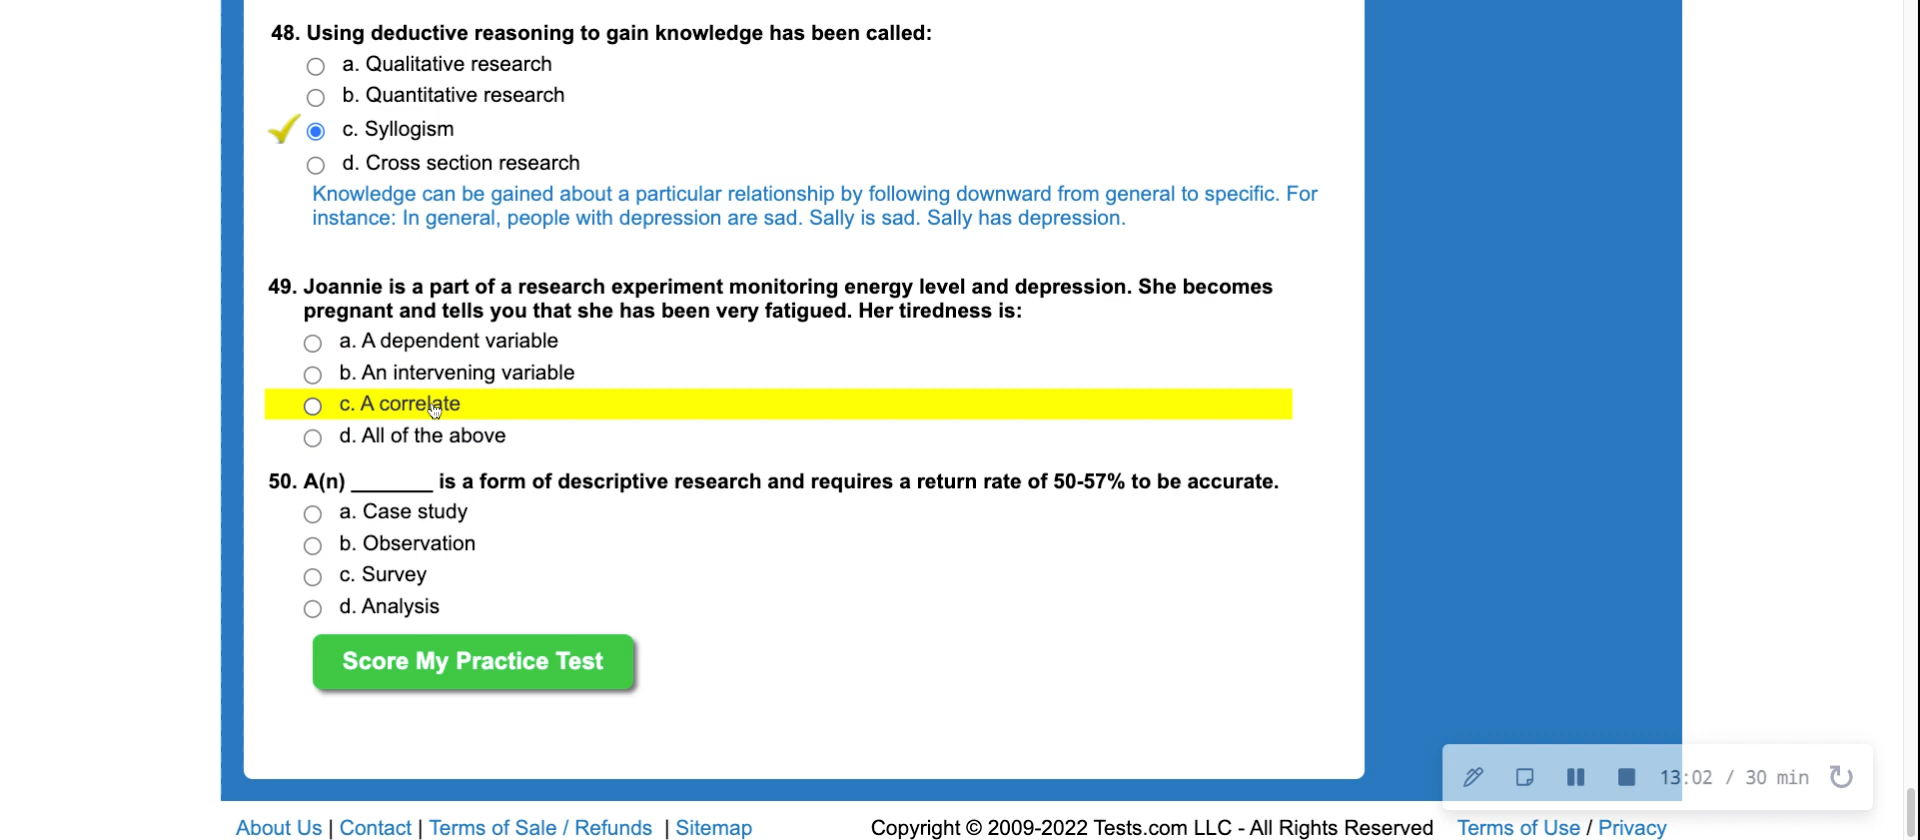 48. Using deductive reasoning to gain knowledge has been called:
a. Qualitative research
b. Quantitative research
c. Syllogism
d. Cross section research
Knowledge can be gained about a particular relationship by following downward from general to specific. For
instance: In general, people with depression are sad. Sally is sad. Sally has depression.
49. Joannie is a part of a research experiment monitoring energy level and depression. She becomes
pregnant and tells you that she has been very fatigued. Her tiredness is:
a. A dependent variable
b. An intervening variable
c. A correlate
d. All of the above
50. A(n) _______ is a form of descriptive research and requires a return rate of 50-57% to be accurate.
a. Case study
b. Observation
c. Survey
d. Analysis
Score My Practice Test
13:02 / 30 min
About Us | Contact | Terms of Sale / Refunds | Sitemap Copyright © 2009-2022 Tests.com LLC - All Rights Reserved Terms of Use / Privacy